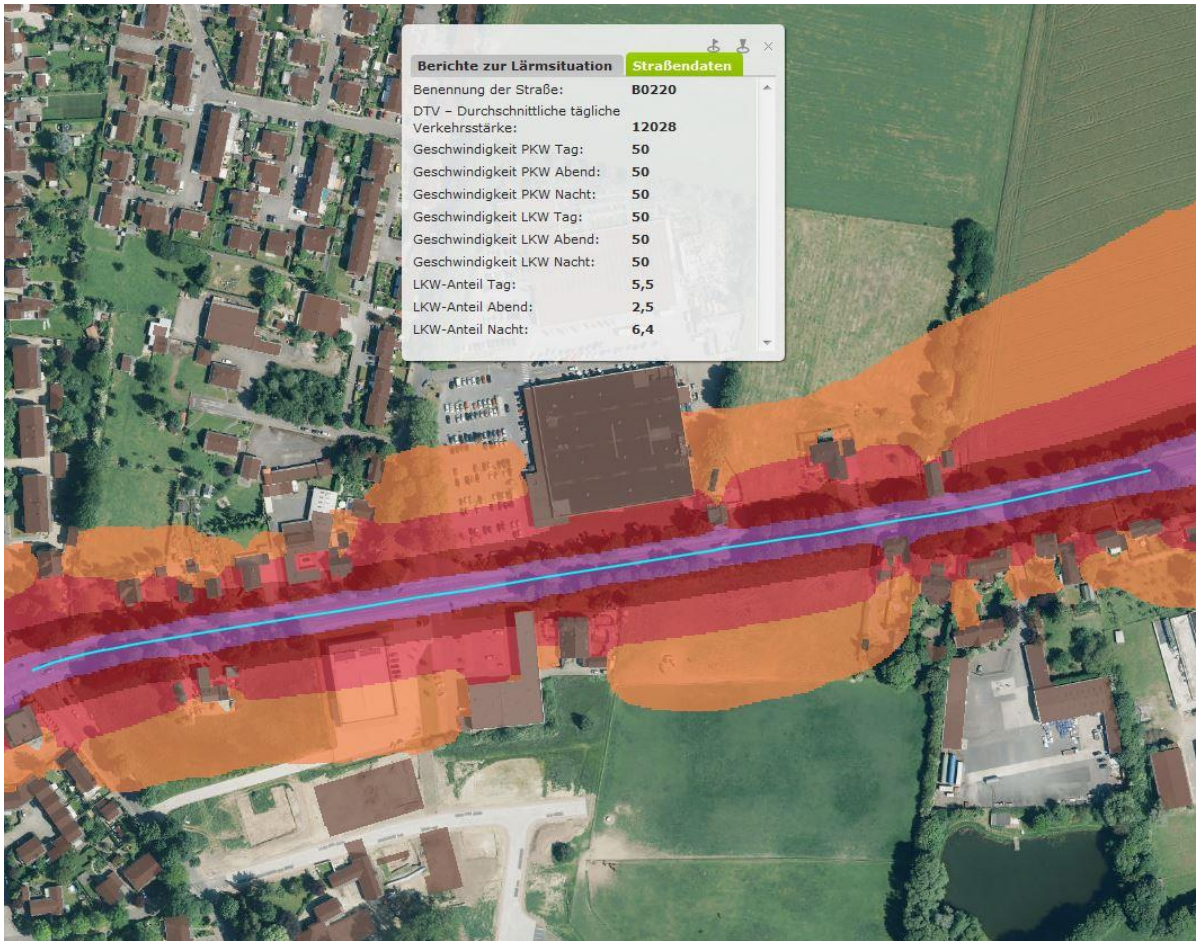 Berichte zur Lärmsituation Straßendaten
Benennung der Straße: B0220
DTV – Durchschnittliche tägliche
Verkehrsstärke: 12028
Geschwindigkeit PKW Tag: 50
Geschwindigkeit PKW Abend: 50
Geschwindigkeit PKW Nacht: 50
Geschwindigkeit LKW Tag: 50
Geschwindigkeit LKW Abend: 50
Geschwindigkeit LKW Nacht: 50
LKW-Anteil Tag: 5,5
LKW-Anteil Abend: 2,5
LKW-Anteil Nacht: 6,4